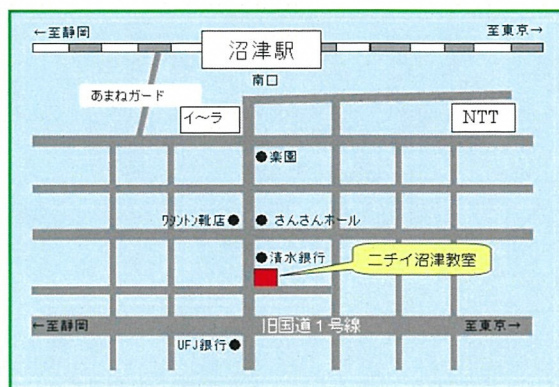 ←至静岡
至東京→
沼津駅
南口
あまねガード
イ～ラ
NTT
●楽園
ワシントン靴店●
●さんさんホール
●清水銀行
ニチイ沼津教室
←至静岡
旧国道１号線
至東京→
UFJ銀行●